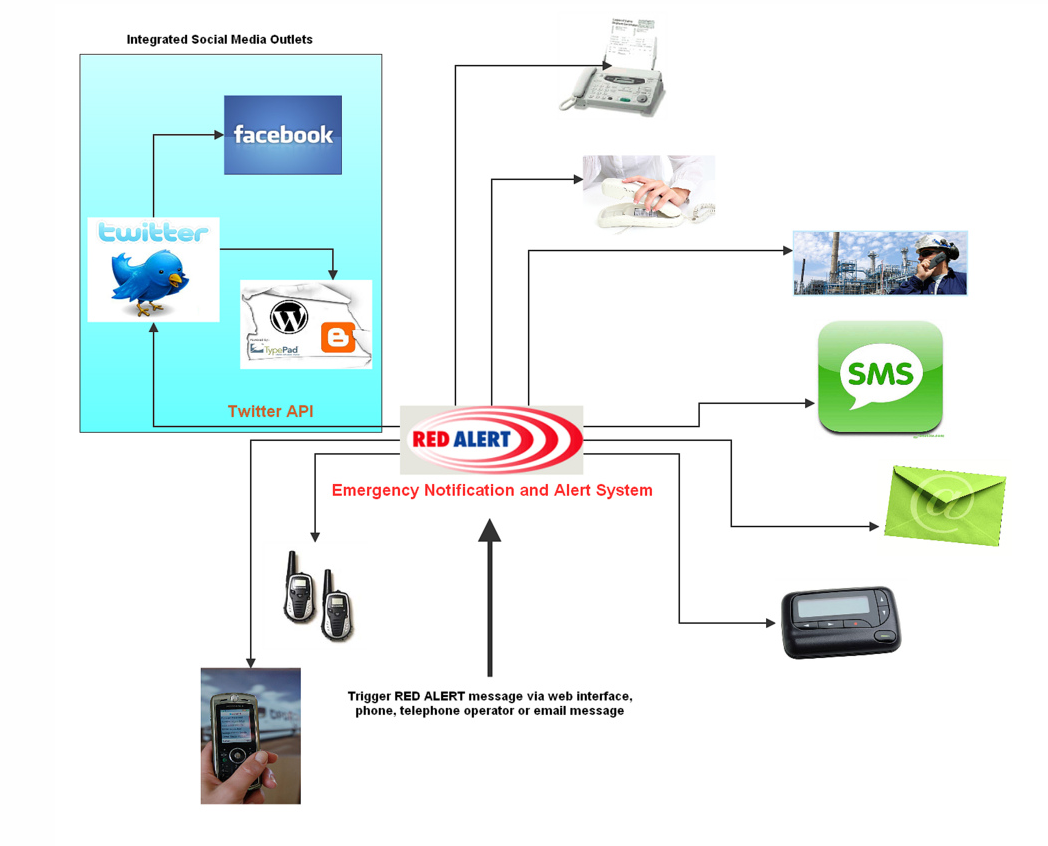 Integrated Social Media Outlets
facebook
twitter
W
TypePad
Twitter API
RED ALERT
Emergency Notification and Alert System
SMS
@
Trigger RED ALERT message via web interface,
phone, telephone operator or email message